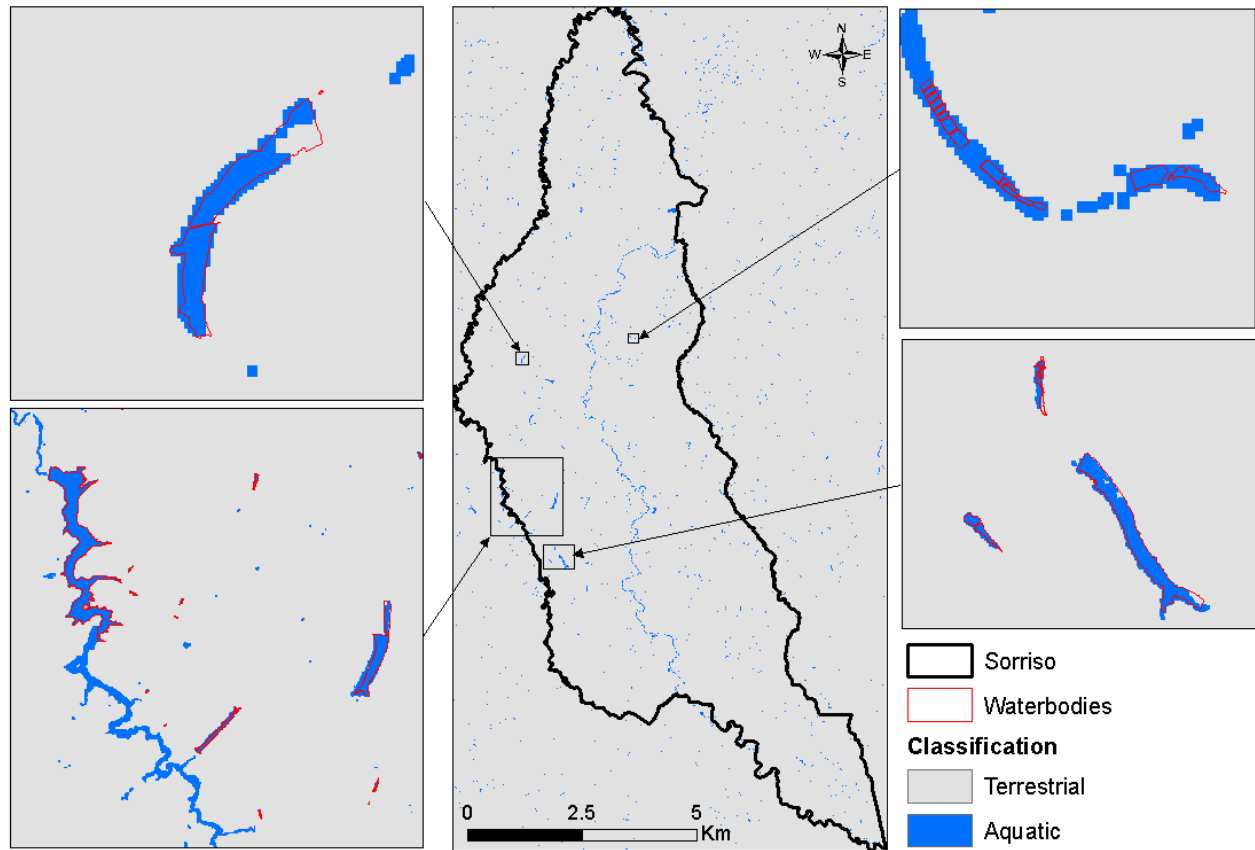 N
W E
S
0 2.5 5
Km
Sorriso
Waterbodies
Classification
Terrestrial
Aquatic